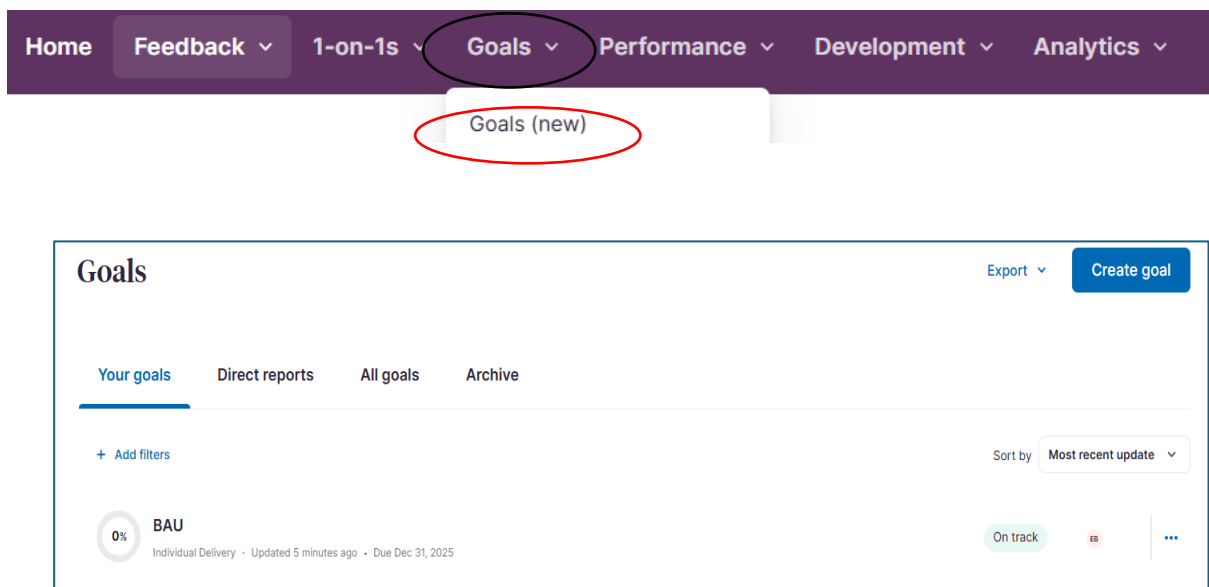 Home Feedback 1-on-1s Goals Performance Development Analytics
Goals (new)
Goals Export Create goal
Your goals Direct reports All goals Archive
+ Add filters Sort by Most recent update
0% BAU On track EB
Individual Delivery · Updated 5 minutes ago · Due Dec 31, 2025